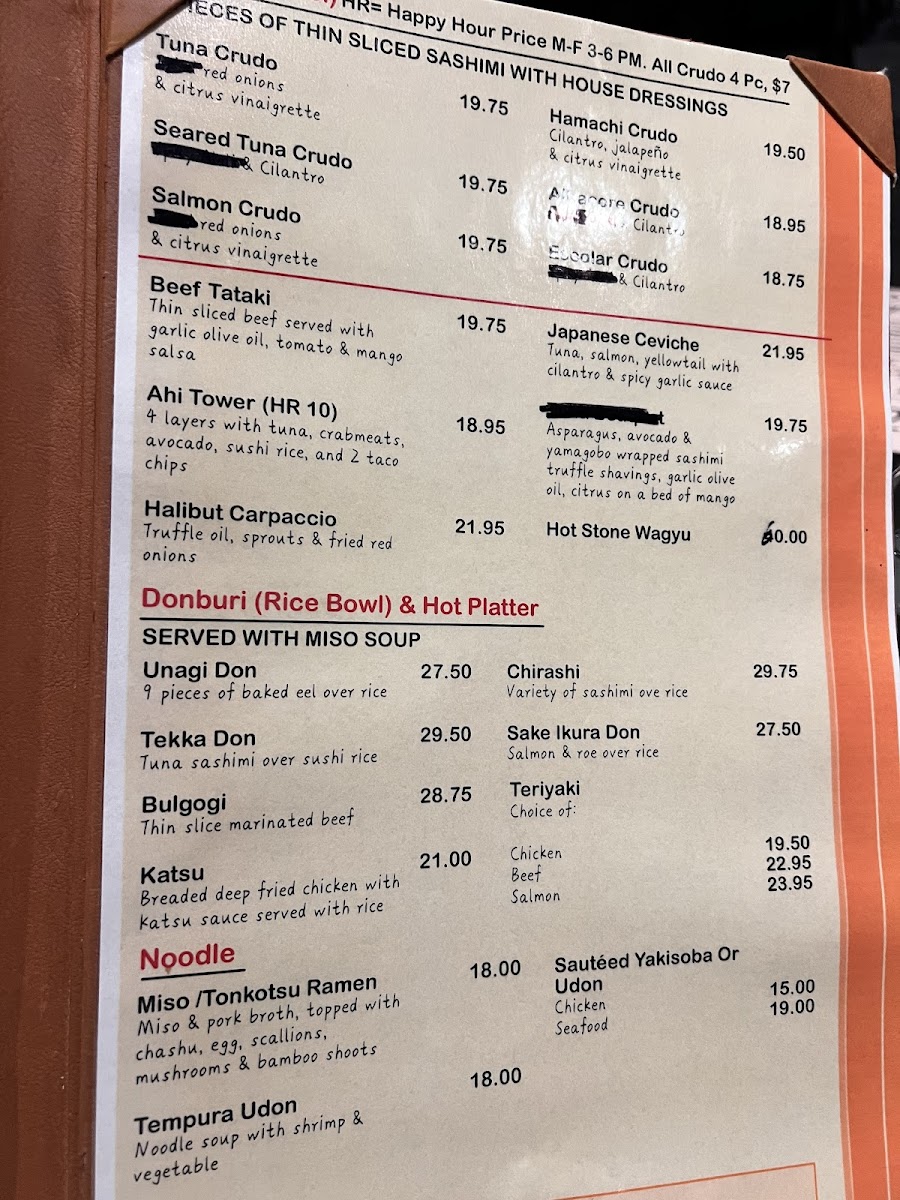 HR= Happy Hour Price M-F 3-6 PM. All Crudo 4 Pc, $7
IECES OF THIN SLICED SASHIMI WITH HOUSE DRESSINGS
Tuna Crudo 19.75
red onions
& citrus vinaigrette
Seared Tuna Crudo 19.75
& Cilantro
Salmon Crudo 19.75
red onions
& citrus vinaigrette
Hamachi Crudo 19.50
Cilantro, jalapeño
& citrus vinaigrette
Albacore Crudo 18.95
Cilantro
Escolar Crudo 18.75
& Cilantro
Beef Tataki 19.75
Thin sliced beef served with
garlic olive oil, tomato & mango
salsa
Ahi Tower (HR 10) 18.95
4 layers with tuna, crabmeats,
avocado, sushi rice, and 2 taco
chips
Halibut Carpaccio 21.95
Truffle oil, sprouts & fried red
onions
Japanese Ceviche 21.95
Tuna, salmon, yellowtail with
cilantro & spicy garlic sauce
19.75
Asparagus, avocado &
yamagobo wrapped sashimi
truffle shavings, garlic olive
oil, citrus on a bed of mango
Hot Stone Wagyu 60.00
Donburi (Rice Bowl) & Hot Platter
SERVED WITH MISO SOUP
Unagi Don 27.50
9 pieces of baked eel over rice
Tekka Don 29.50
Tuna sashimi over sushi rice
Bulgogi 28.75
Thin slice marinated beef
Katsu 21.00
Breaded deep fried chicken with
katsu sauce served with rice
Chirashi 29.75
Variety of sashimi ove rice
Sake Ikura Don 27.50
Salmon & roe over rice
Teriyaki
Choice of:
Chicken 19.50
Beef 22.95
Salmon 23.95
Noodle
Miso /Tonkotsu Ramen 18.00
Miso & pork broth, topped with
chashu, egg, scallions,
mushrooms & bamboo shoots
Tempura Udon 18.00
Noodle soup with shrimp &
vegetable
Sautéed Yakisoba Or
Udon
Chicken 15.00
Seafood 19.00